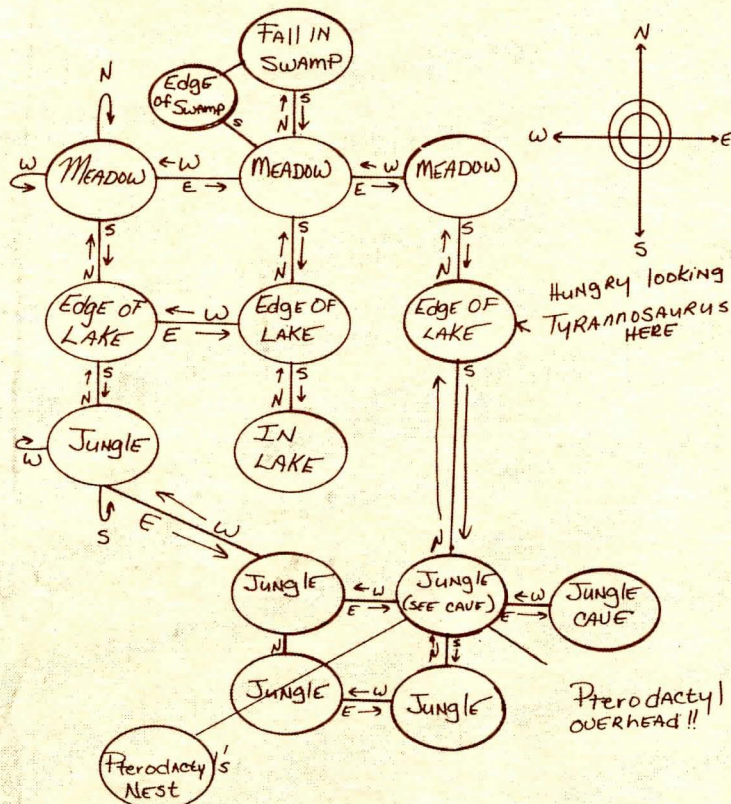 FALL IN
SWAMP
Edge
of Swamp
N
N
S
S
W
MEADOW
←W
E→
MEADOW
←W
E→
MEADOW
N
W
E
S
S
N
S
N
S
N
Edge OF
LAKE
←W
E→
Edge OF
LAKE
Edge OF
LAKE
HUNGRY looking
TYRANNOSAURUS
HERE
S
N
S
N
S
JUNGLE
W
S
IN
LAKE
W
E
N
JUNGLE
←W
E→
JUNGLE
(SEE CAVE)
←W
E→
JUNGLE
CAVE
N
N
S
JUNGLE
←W
E→
JUNGLE
Pterodactyl
OVERHEAD!!
Pterodactyl's
NEST